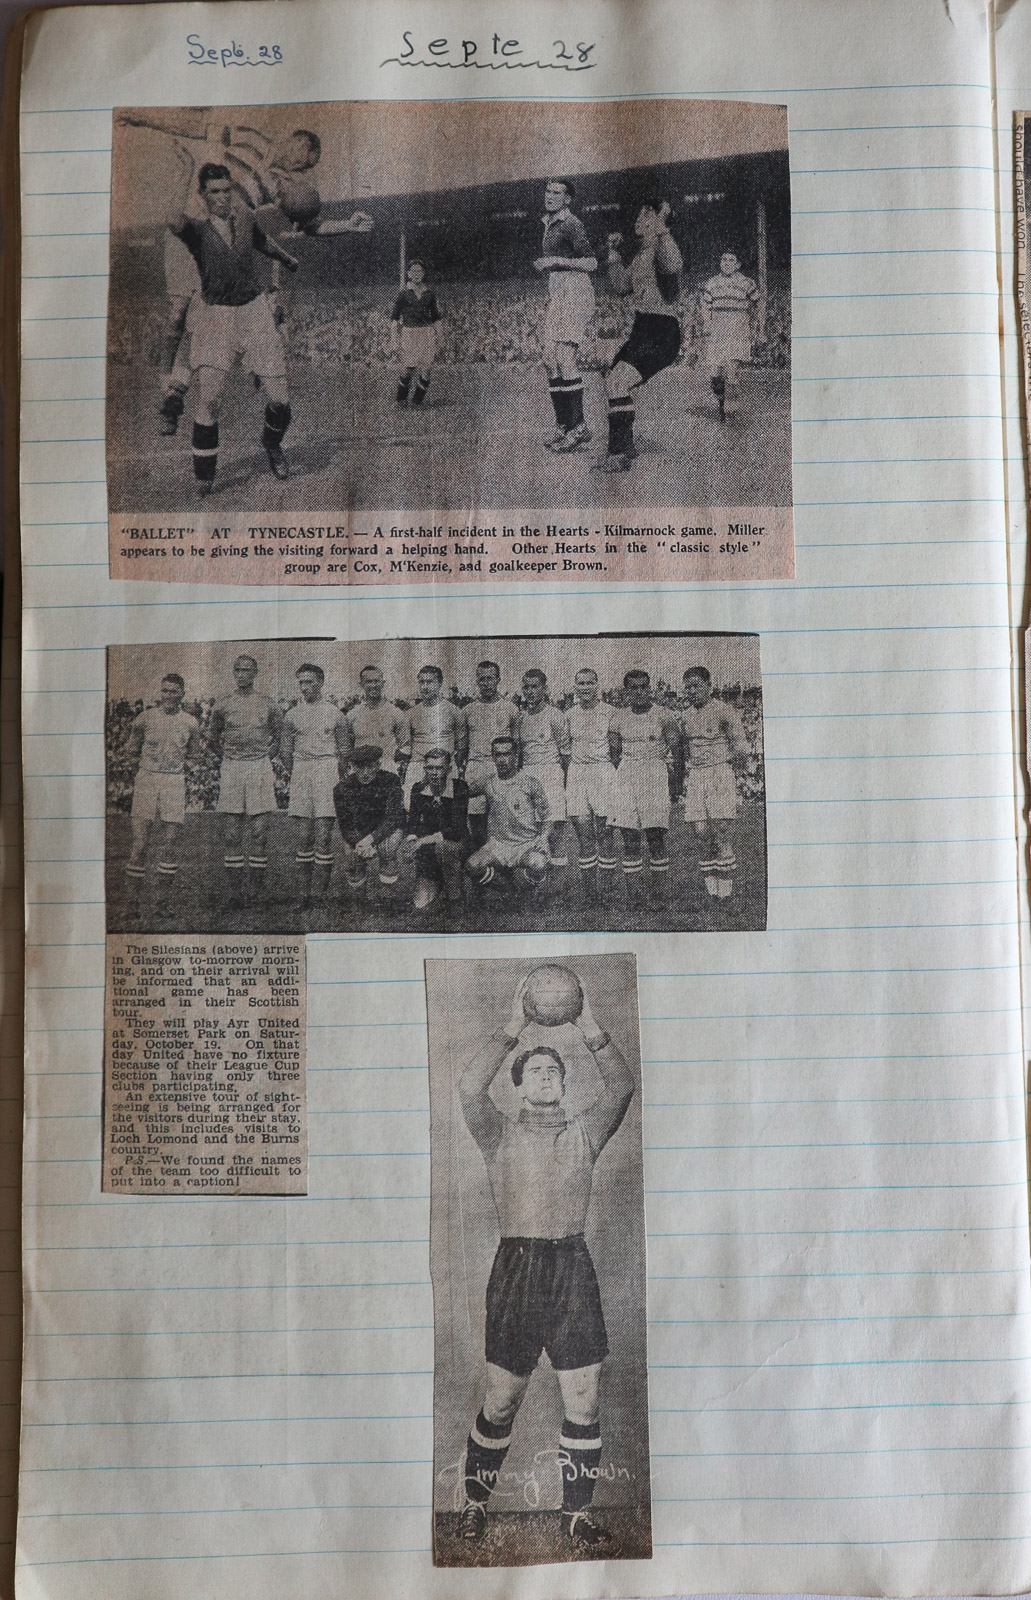 Septe 28
Sept. 28
"BALLET" AT TYNECASTLE. — A first-half incident in the Hearts - Kilmarnock game. Miller
appears to be giving the visiting forward a helping hand. Other Hearts in the "classic style"
group are Cox, M'Kenzie, and goalkeeper Brown.
The Silesians (above) arrive
in Glasgow to-morrow morn-
ing, and on their arrival will
be informed that an addi-
tional game has been
arranged in their Scottish
tour.
They will play Ayr United
at Somerset Park on Satur-
day, October 19. On that
day United have no fixture
because of their League Cup
Section having only three
clubs participating.
An extensive tour of sight-
seeing is being arranged for
the visitors during their stay,
and this includes visits to
Loch Lomond and the Burns
country.
P.S.—We found the names
of the team too difficult to
put into a caption!
Jimmy Brown.
should have won. The select